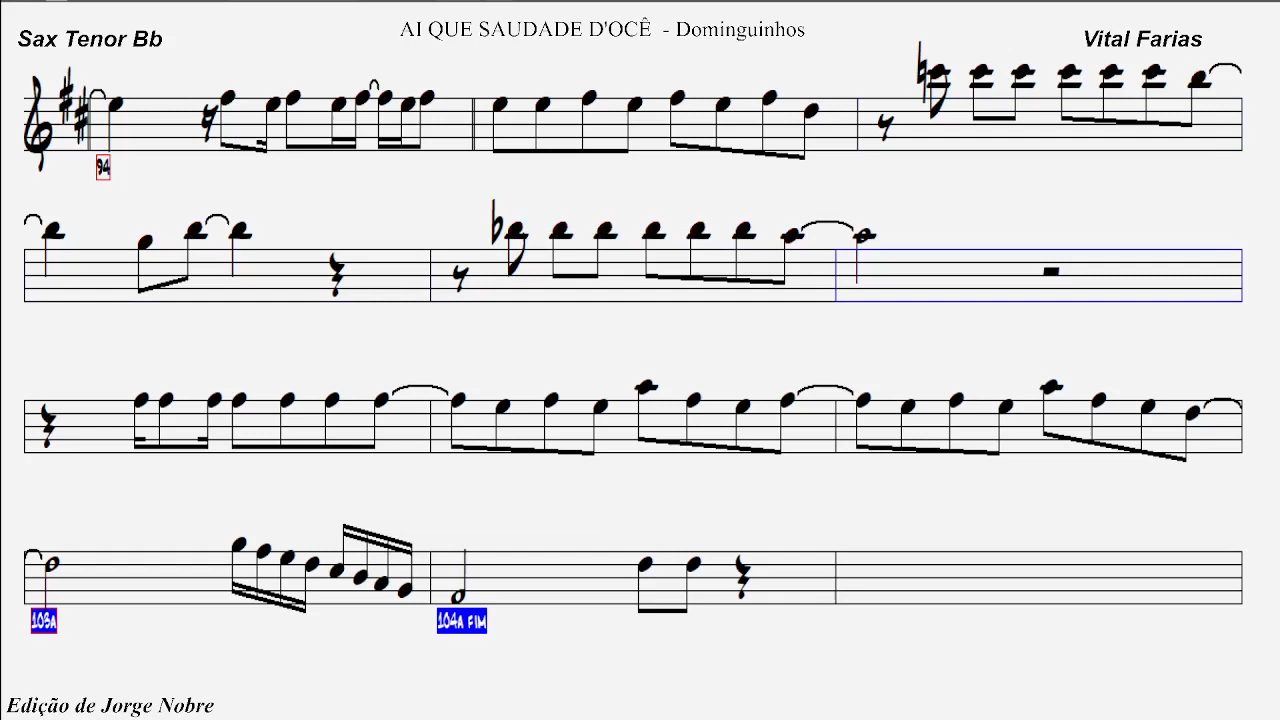 AI QUE SAUDADE D'OCÊ - Dominguinhos
Sax Tenor Bb
Vital Farias
94
103A
104A FIM
Edição de Jorge Nobre